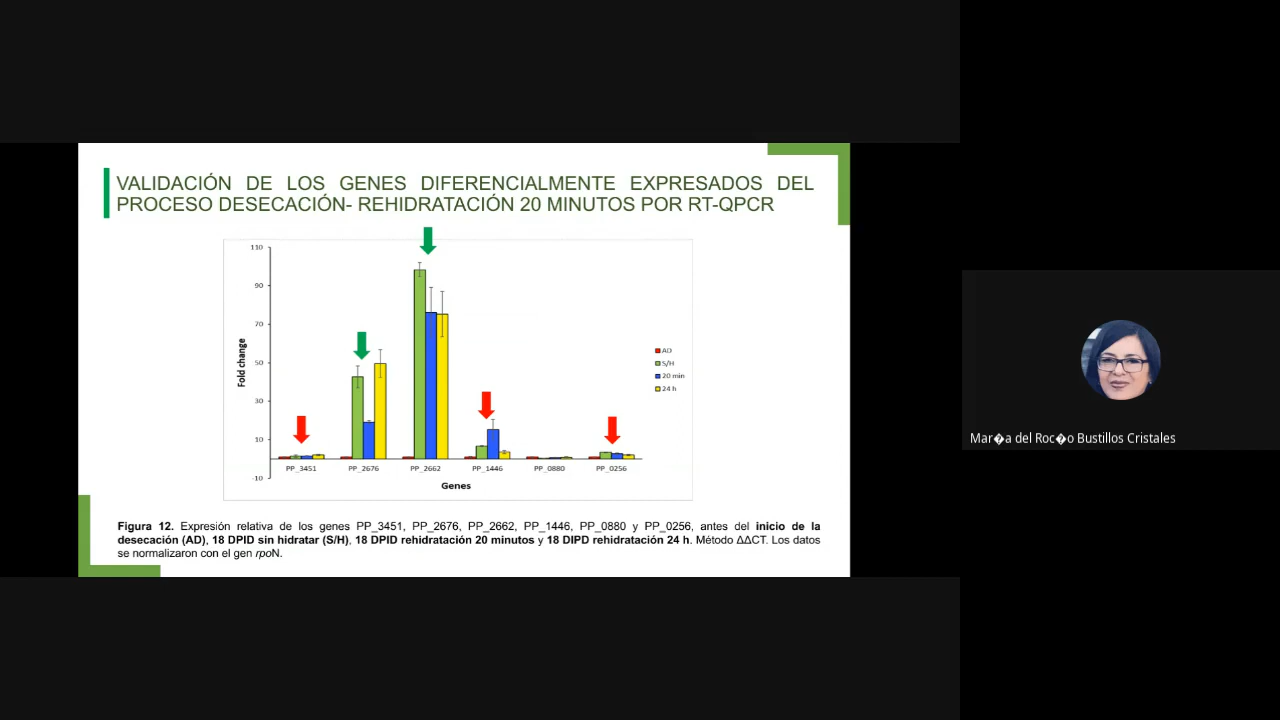 VALIDACIÓN DE LOS GENES DIFERENCIALMENTE EXPRESADOS DEL
PROCESO DESECACIÓN- REHIDRATACIÓN 20 MINUTOS POR RT-QPCR
110
90
70
50
30
10
-10
Fold change
AD
S/H
20 min
24 h
PP_3451 PP_2676 PP_2662 PP_1446 PP_0880 PP_0256
Genes
Figura 12. Expresión relativa de los genes PP_3451, PP_2676, PP_2662, PP_1446, PP_0880 y PP_0256, antes del inicio de la
desecación (AD), 18 DPID sin hidratar (S/H), 18 DPID rehidratación 20 minutos y 18 DIPD rehidratación 24 h. Método ΔΔCT. Los datos
se normalizaron con el gen rpoN.
Mar�a del Roc�o Bustillos Cristales